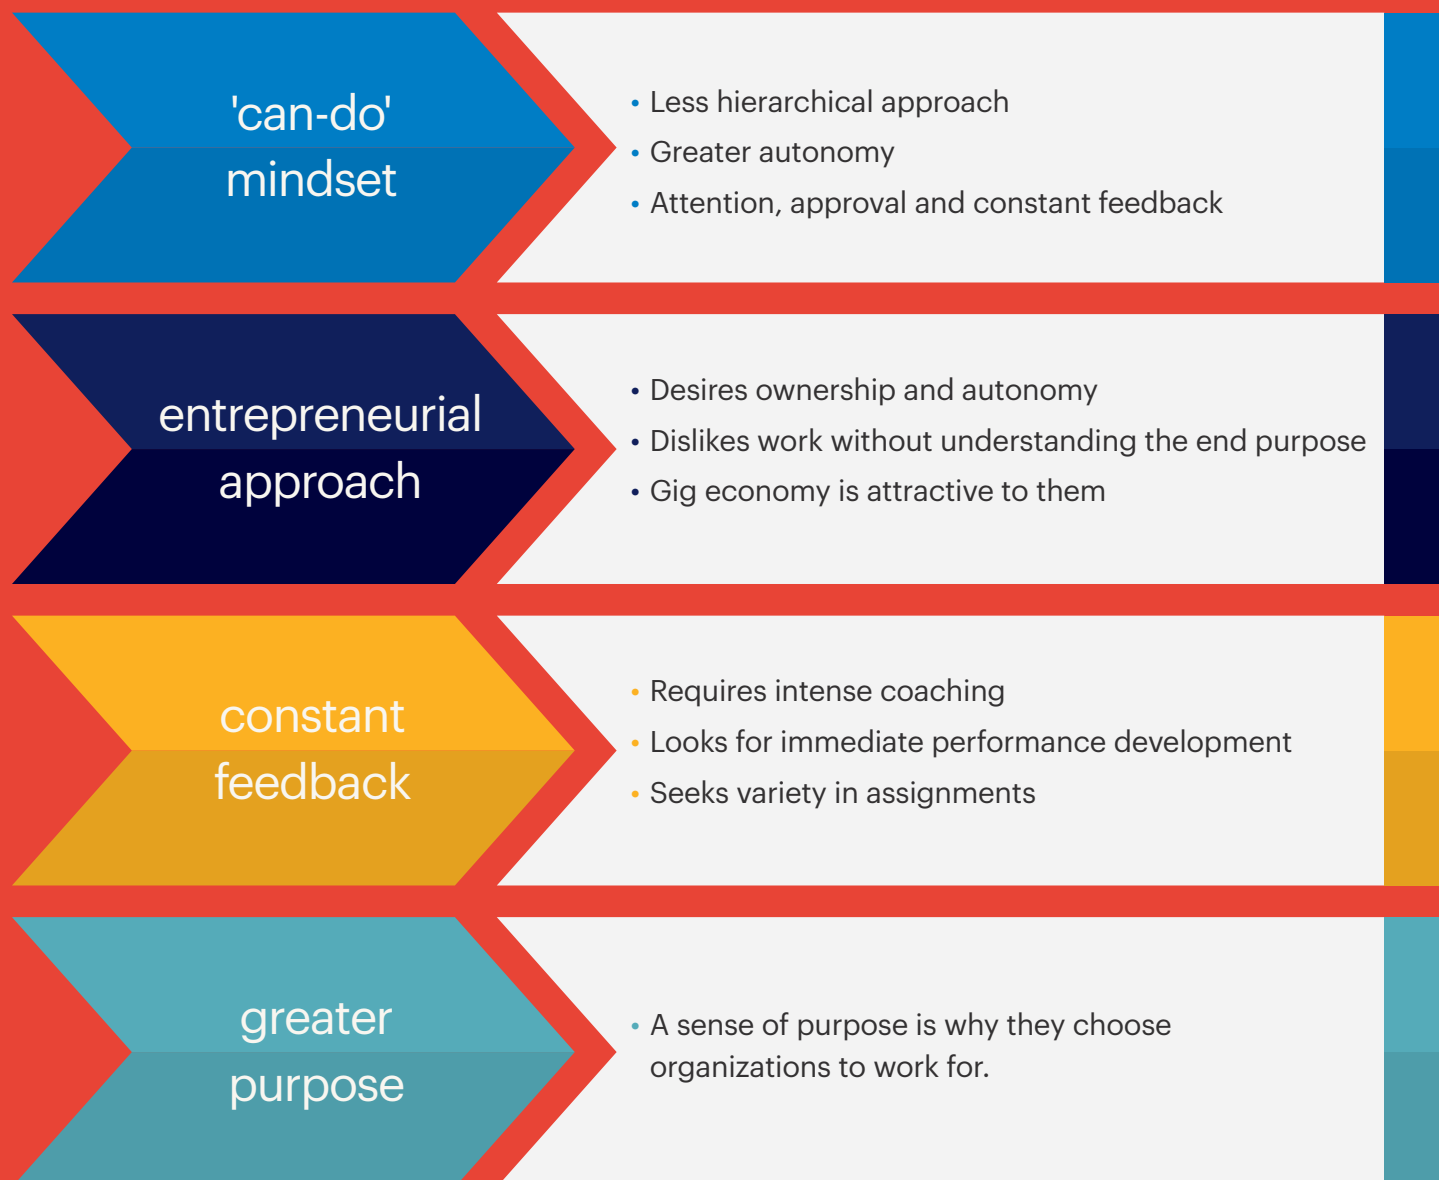 'can-do'
mindset
• Less hierarchical approach
• Greater autonomy
• Attention, approval and constant feedback
entrepreneurial
approach
• Desires ownership and autonomy
• Dislikes work without understanding the end purpose
• Gig economy is attractive to them
constant
feedback
• Requires intense coaching
• Looks for immediate performance development
• Seeks variety in assignments
greater
purpose
• A sense of purpose is why they choose
organizations to work for.